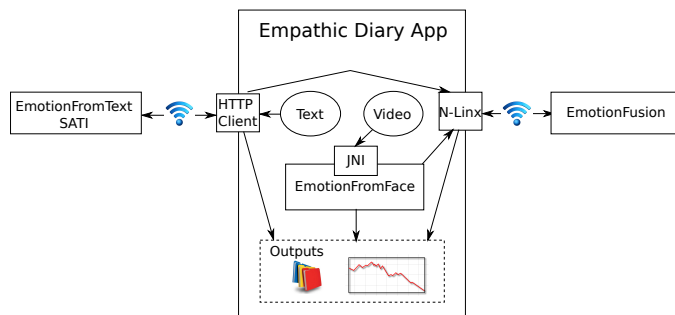 Empathic Diary App
EmotionFromText
SATI
HTTP
Client
Text
Video
N-Linx
EmotionFusion
JNI
EmotionFromFace
Outputs